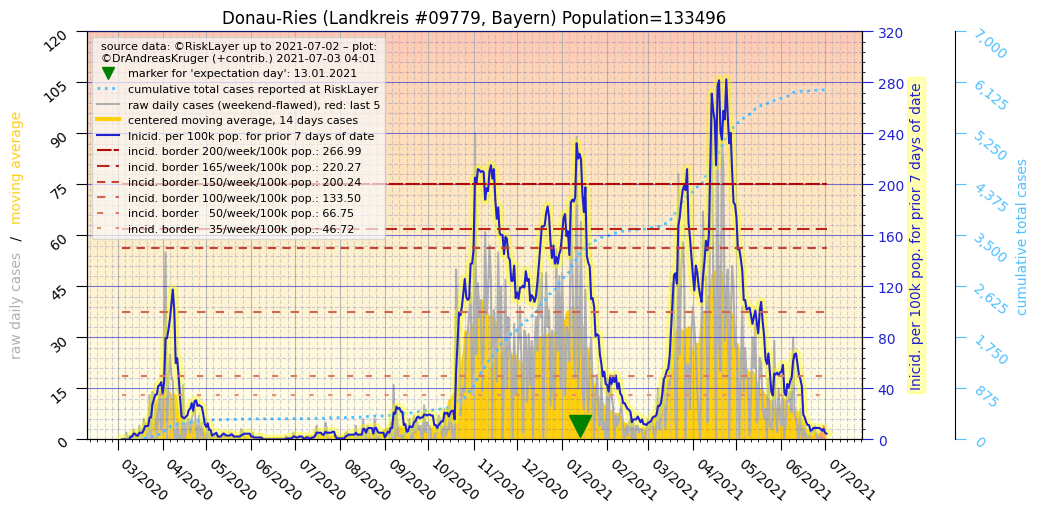 Donau-Ries (Landkreis #09779, Bayern) Population=133496
source data: ©RiskLayer up to 2021-07-02 – plot:
©DrAndreasKruger (+contrib.) 2021-07-03 04:01
marker for 'expectation day': 13.01.2021
cumulative total cases reported at RiskLayer
raw daily cases (weekend-flawed), red: last 5
centered moving average, 14 days cases
Inicid. per 100k pop. for prior 7 days of date
incid. border 200/week/100k pop.: 266.99
incid. border 165/week/100k pop.: 220.27
incid. border 150/week/100k pop.: 200.24
incid. border 100/week/100k pop.: 133.50
incid. border 50/week/100k pop.: 66.75
incid. border 35/week/100k pop.: 46.72
raw daily cases / moving average
120
105
90
75
60
45
30
15
0
320
280
240
200
160
120
80
40
0
Inicid. per 100k pop. for prior 7 days of date
7,000
6,125
5,250
4,375
3,500
2,625
1,750
875
0
cumulative total cases
03/2020
04/2020
05/2020
06/2020
07/2020
08/2020
09/2020
10/2020
11/2020
12/2020
01/2021
02/2021
03/2021
04/2021
05/2021
06/2021
07/2021